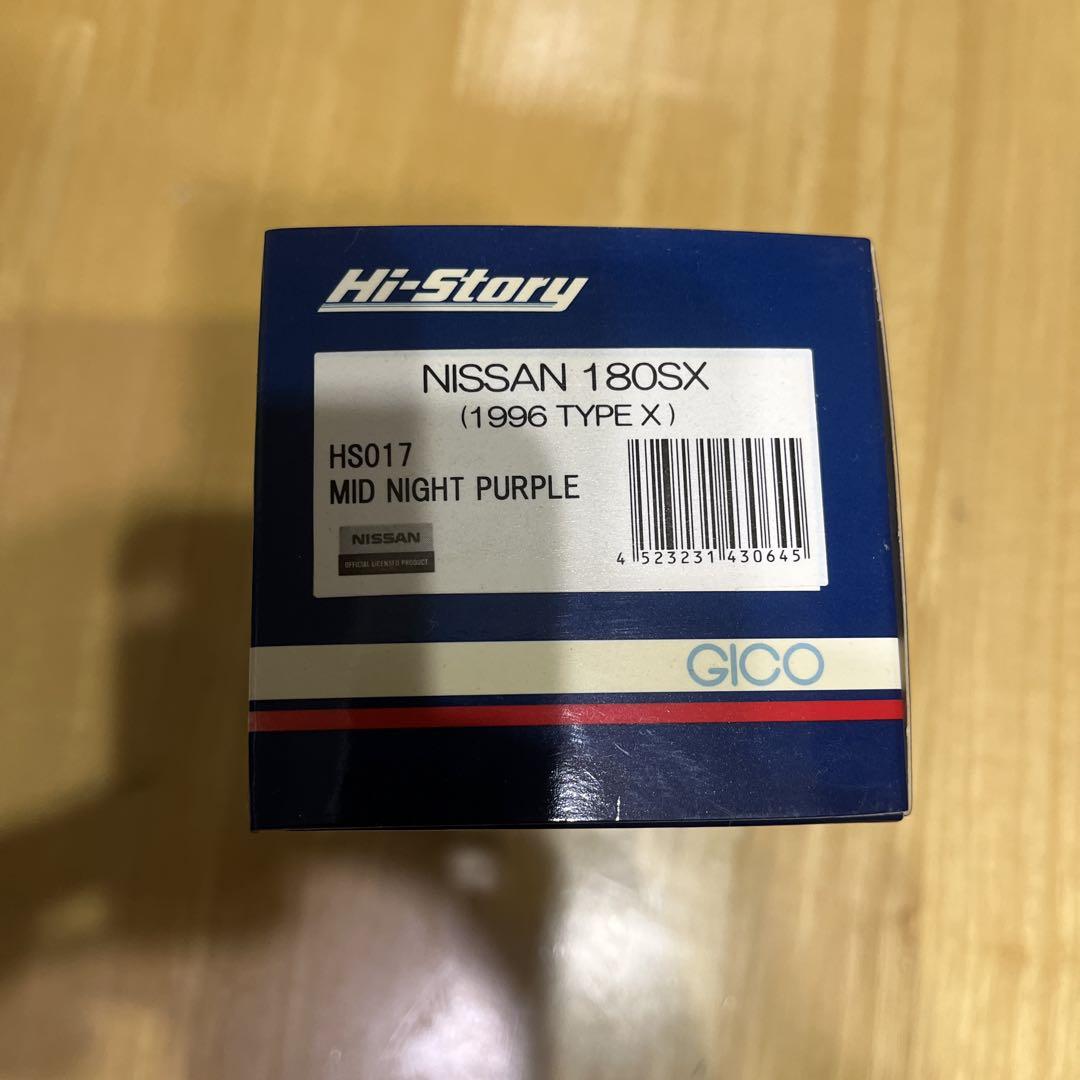 Hi-Story
NISSAN 180SX
(1996 TYPE X)
HS017
MID NIGHT PURPLE
NISSAN
OFFICIAL LICENSED PRODUCT
4 523231 430645
GICO